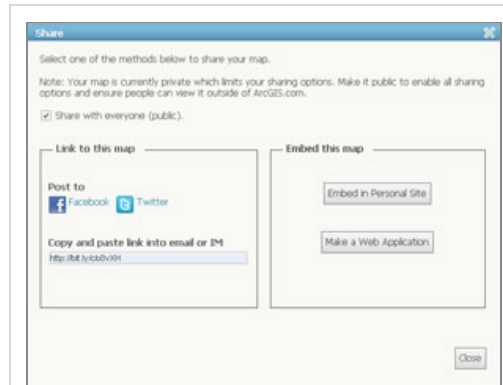 Share
Select one of the methods below to share your map.
Note: Your map is currently private which limits your sharing options. Make it public to enable all sharing
options and ensure people can view it outside of ArcGIS.com.
Share with everyone (public).
Link to this map
Post to
Facebook Twitter
Copy and paste link into email or IM
Embed this map
Embed in Personal Site
Make a Web Application
Close